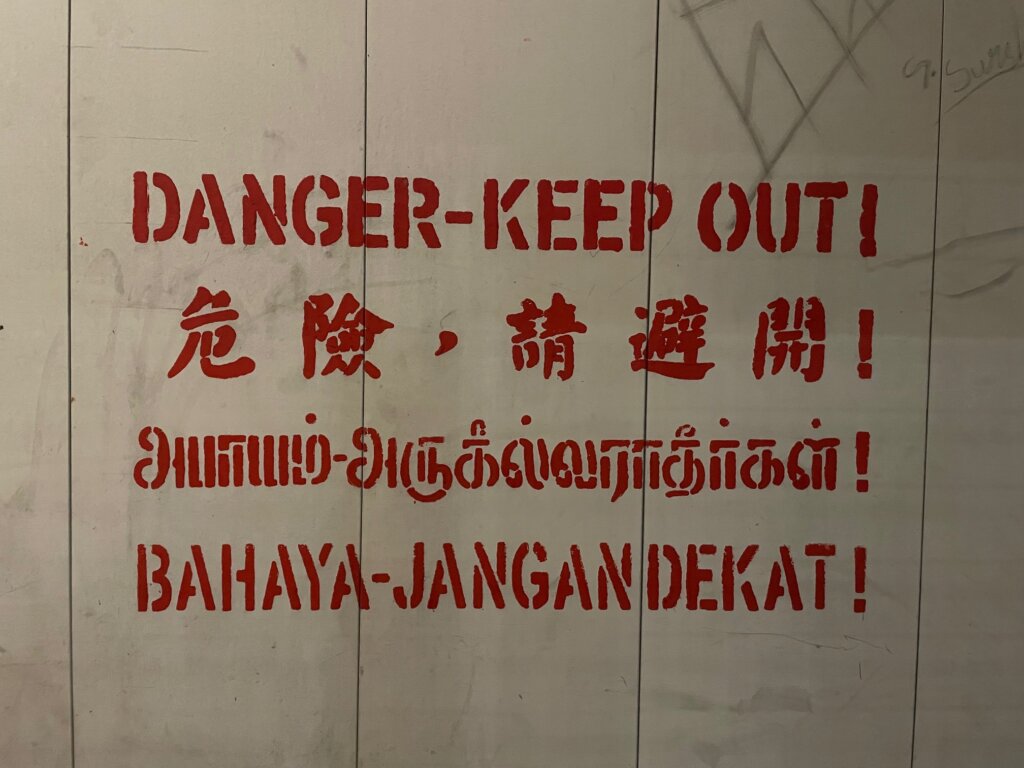 DANGER-KEEP OUT!
危險，請避開！
அபாயம்-அருகில்வராதீர்கள்!
BAHAYA-JANGAN DEKAT!